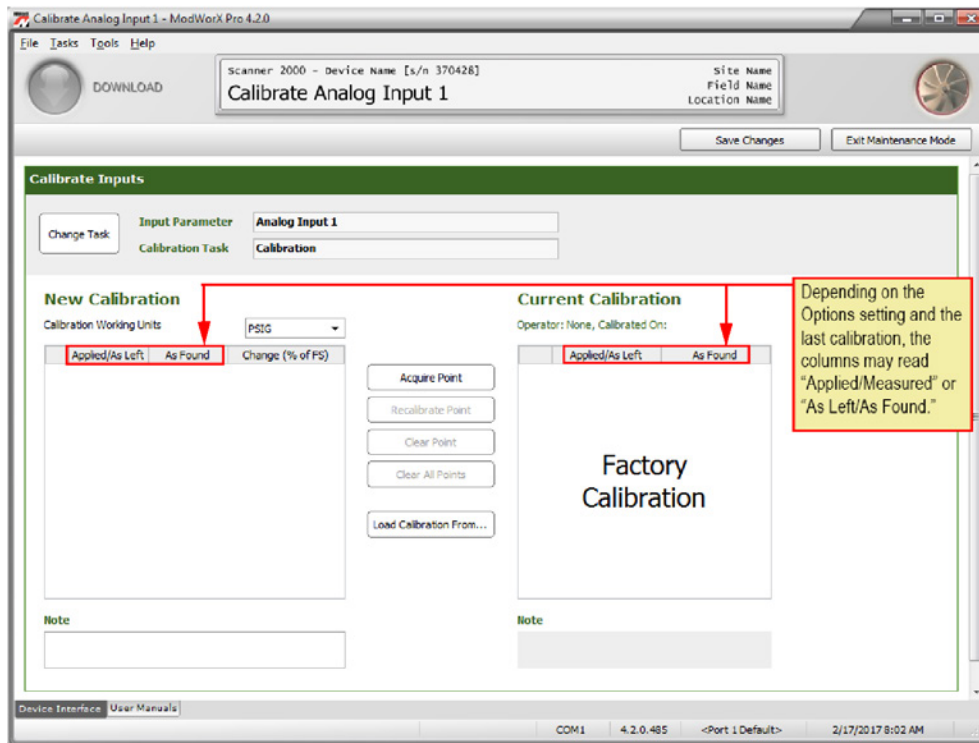 Calibrate Analog Input 1 - ModWorX Pro 4.2.0
File Tasks Tools Help
DOWNLOAD
Scanner 2000 - Device Name [s/n 370428]
Calibrate Analog Input 1
Site Name
Field Name
Location Name
Save Changes
Exit Maintenance Mode
Calibrate Inputs
Change Task
Input Parameter
Analog Input 1
Calibration Task
Calibration
New Calibration
Calibration Working Units
PSIG
Applied/As Left As Found Change (% of FS)
Acquire Point
Recalibrate Point
Clear Point
Clear All Points
Load Calibration From...
Note
Current Calibration
Operator: None, Calibrated On:
Applied/As Left As Found
Factory
Calibration
Note
Depending on the
Options setting and the
last calibration, the
columns may read
“Applied/Measured” or
“As Left/As Found.”
Device Interface User Manuals
COM1 4.2.0.485 <Port 1 Default> 2/17/2017 8:02 AM